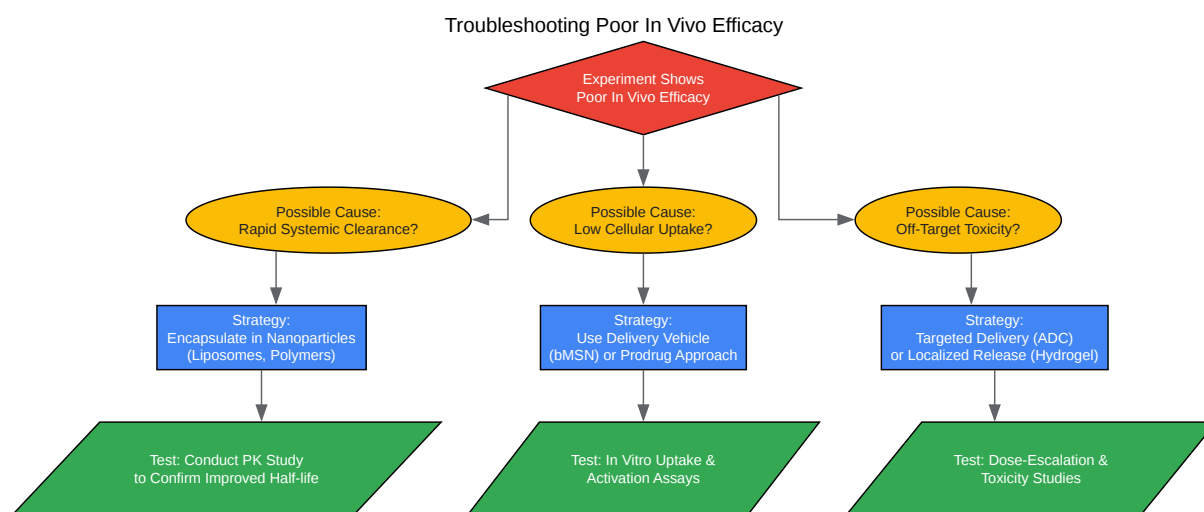 Troubleshooting Poor In Vivo Efficacy
Experiment Shows
Poor In Vivo Efficacy
Possible Cause:
Rapid Systemic Clearance?
Possible Cause:
Low Cellular Uptake?
Possible Cause:
Off-Target Toxicity?
Strategy:
Encapsulate in Nanoparticles
(Liposomes, Polymers)
Strategy:
Use Delivery Vehicle
(bMSN) or Prodrug Approach
Strategy:
Targeted Delivery (ADC)
or Localized Release (Hydrogel)
Test: Conduct PK Study
to Confirm Improved Half-life
Test: In Vitro Uptake &
Activation Assays
Test: Dose-Escalation &
Toxicity Studies